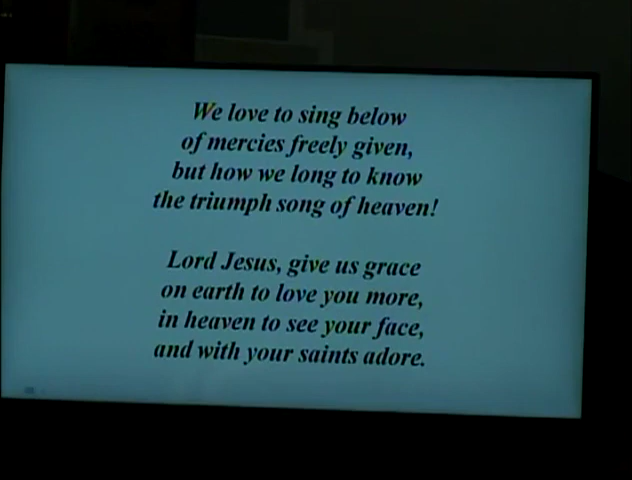 We love to sing below
of mercies freely given,
but how we long to know
the triumph song of heaven!
Lord Jesus, give us grace
on earth to love you more,
in heaven to see your face,
and with your saints adore.